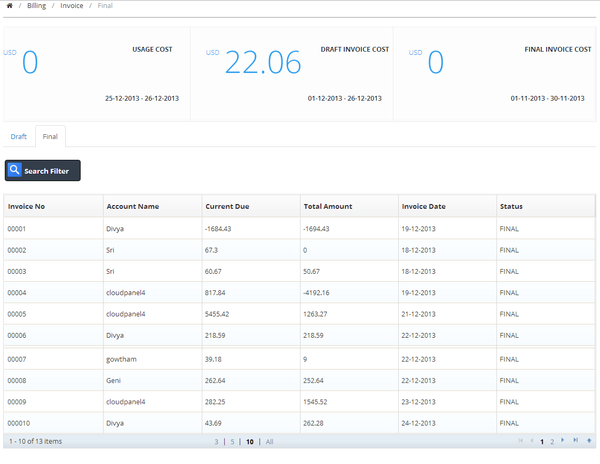 / Billing / Invoice / Final
USD 0 USAGE COST
25-12-2013 - 26-12-2013
USD 22.06 DRAFT INVOICE COST
01-12-2013 - 26-12-2013
USD 0 FINAL INVOICE COST
01-11-2013 - 30-11-2013
Draft Final
Search Filter
Invoice No Account Name Current Due Total Amount Invoice Date Status
00001 Divya -1684.43 -1694.43 19-12-2013 FINAL
00002 Sri 67.3 0 18-12-2013 FINAL
00003 Sri 60.67 50.67 18-12-2013 FINAL
00004 cloudpanel4 817.84 -4192.16 19-12-2013 FINAL
00005 cloudpanel4 5455.42 1263.27 21-12-2013 FINAL
00006 Divya 218.59 218.59 22-12-2013 FINAL
00007 gowtham 39.18 9 22-12-2013 FINAL
00008 Geni 262.64 252.64 22-12-2013 FINAL
00009 cloudpanel4 282.25 1545.52 23-12-2013 FINAL
000010 Divya 43.69 262.28 24-12-2013 FINAL
1 - 10 of 13 items 3 | 5 | 10 | All 1 2